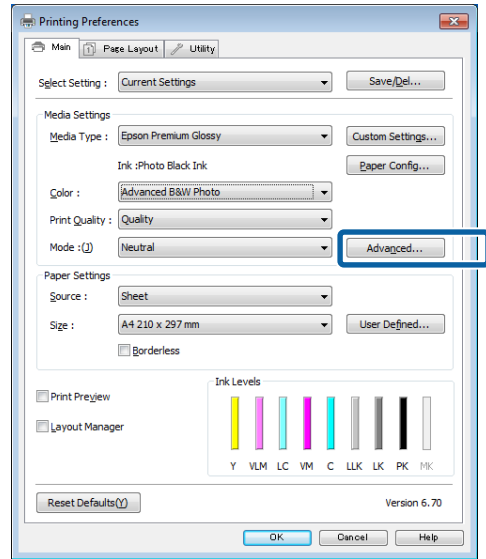 Printing Preferences
Main Page Layout Utility
Select Setting : Current Settings Save/Del...
Media Settings
Media Type : Epson Premium Glossy Custom Settings...
Ink :Photo Black Ink Paper Config...
Color : Advanced B&W Photo
Print Quality : Quality
Mode :(J) Neutral Advanced...
Paper Settings
Source : Sheet
Size : A4 210 x 297 mm User Defined...
Borderless
Ink Levels
Print Preview
Layout Manager
Y VLM LC VM C LLK LK PK MK
Reset Defaults(Y) Version 6.70
OK Cancel Help